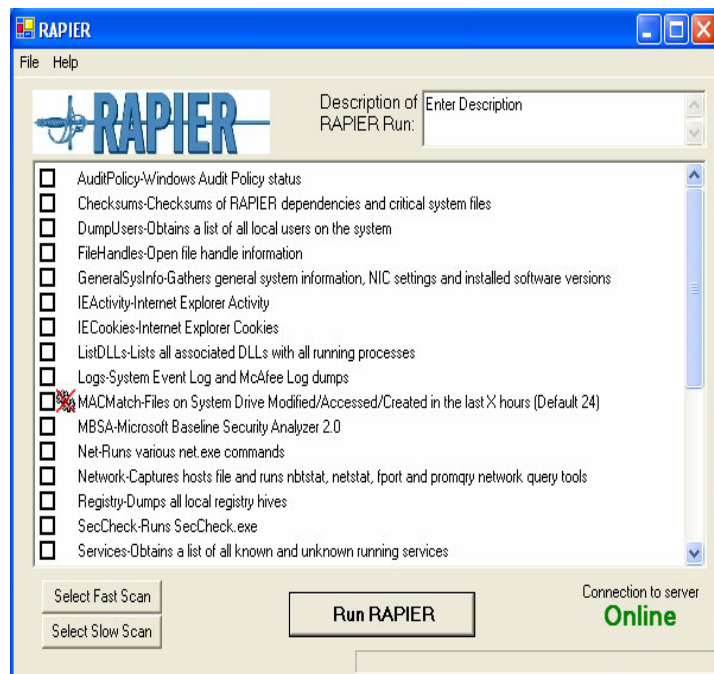 RAPIER
File Help
RAPIER
Description of
RAPIER Run:
Enter Description
AuditPolicy-Windows Audit Policy status
Checksums-Checksums of RAPIER dependencies and critical system files
DumpUsers-Obtains a list of all local users on the system
FileHandles-Open file handle information
GeneralSysInfo-Gathers general system information, NIC settings and installed software versions
IEActivity-Internet Explorer Activity
IECookies-Internet Explorer Cookies
ListDLLs-Lists all associated DLLs with all running processes
Logs-System Event Log and McAfee Log dumps
MACMatch-Files on System Drive Modified/Accessed/Created in the last X hours (Default 24)
MBSA-Microsoft Baseline Security Analyzer 2.0
Net-Runs various net.exe commands
Network-Captures hosts file and runs nbtstat, netstat, fport and promqry network query tools
Registry-Dumps all local registry hives
SecCheck-Runs SecCheck.exe
Services-Obtains a list of all known and unknown running services
Select Fast Scan
Select Slow Scan
Run RAPIER
Connection to server
Online